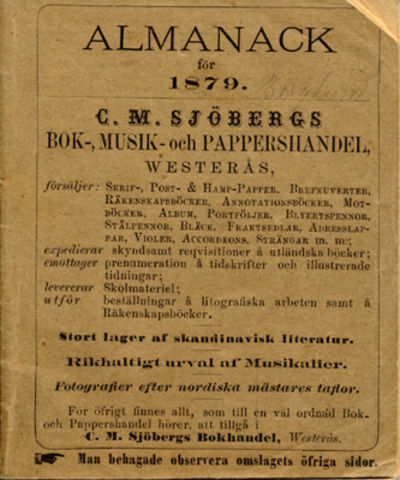 ALMANACK
för
1879.
C. M. SJÖBERGS
BOK-, MUSIK- och PAPPERSHANDEL,
WESTERÅS,
försäljer: SKRIF-, POST- & HAMP-PAPPER, BREFKUVERTER,
RÄKENSKAPSBÖCKER, ANNOTATIONSBÖCKER, MOT-
BÖCKER, ALBUM, PORTFÖLJER, BLYERTSPENNOR,
STÅLPENNOR, BLÄCK, FRAKTSEDLAR, ADRESSLAP-
PAR, VIOLER, ACCORDEONS, STRÄNGAR m. m.;
expedierar skyndsamt reqvisitioner å utländska böcker;
emottager prenumeration å tidskrifter och illustrerade
tidningar;
levererar Skolmateriel;
utför beställningar å litografiska arbeten samt å
Räkenskapsböcker.
Stort lager af skandinavisk literatur.
Rikhaltigt urval af Musikalier.
Fotografier efter nordiska mästares taflor.
För öfrigt finnes allt, som till en väl ordnad Bok-
och Pappershandel hörer, att tillgå i
C. M. Sjöbergs Bokhandel, Westerås.
Man behagade observera omslagets öfriga sidor.